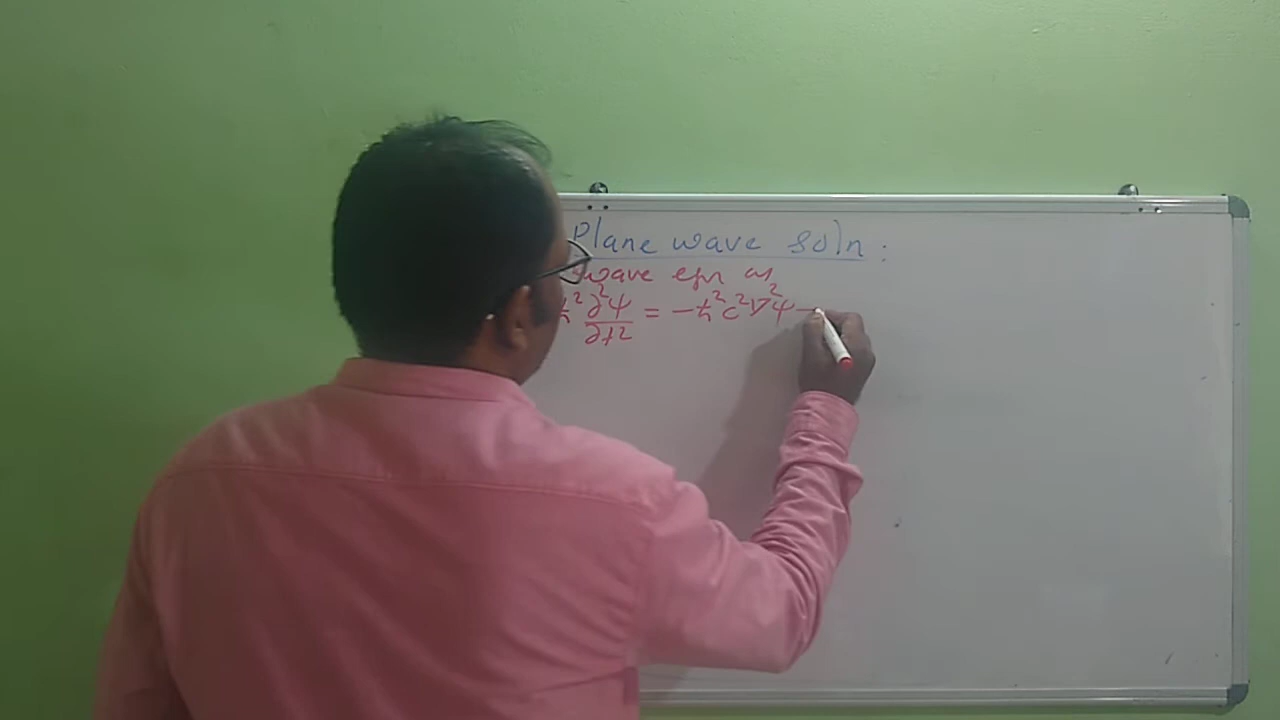 Plane wave soln:
wave eqn as
ħ² ∂²ψ/∂t² = -ħ²c²∇²ψ -